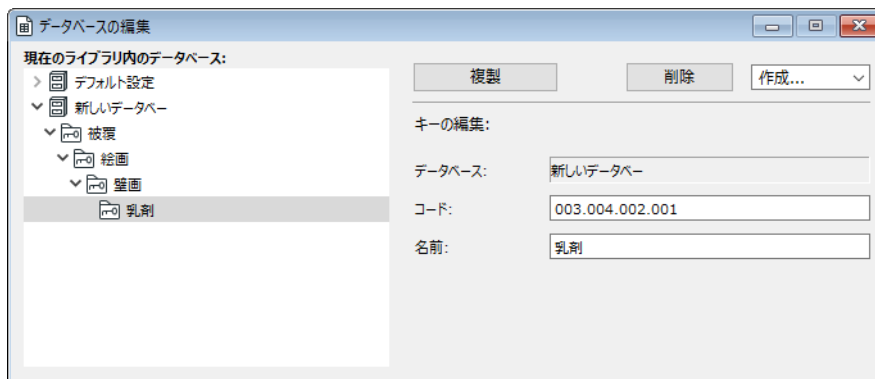 データベースの編集
現在のライブラリ内のデータベース:
デフォルト設定
新しいデータベー
被覆
絵画
壁画
乳剤
複製
削除
作成...
キーの編集:
データベース:
新しいデータベー
コード:
003.004.002.001
名前:
乳剤